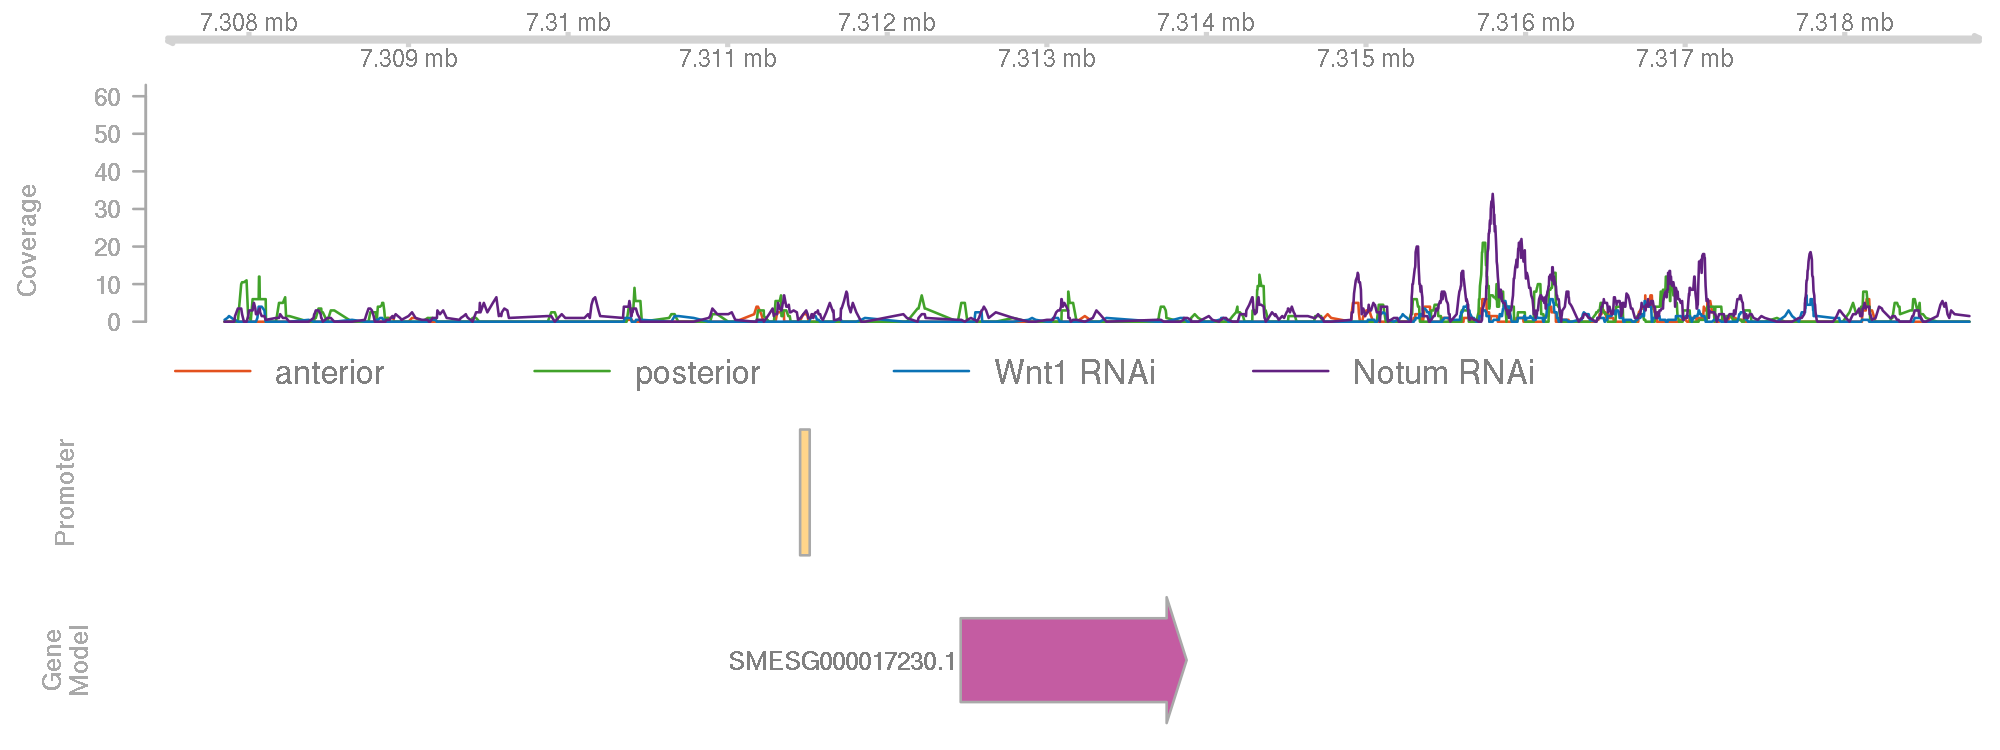 7.308 mb 7.31 mb 7.312 mb 7.314 mb 7.316 mb 7.318 mb
7.309 mb 7.311 mb 7.313 mb 7.315 mb 7.317 mb
60
50
40
30
20
10
0
Coverage
anterior posterior Wnt1 RNAi Notum RNAi
Promoter
Gene
Model
SMESG000017230.1